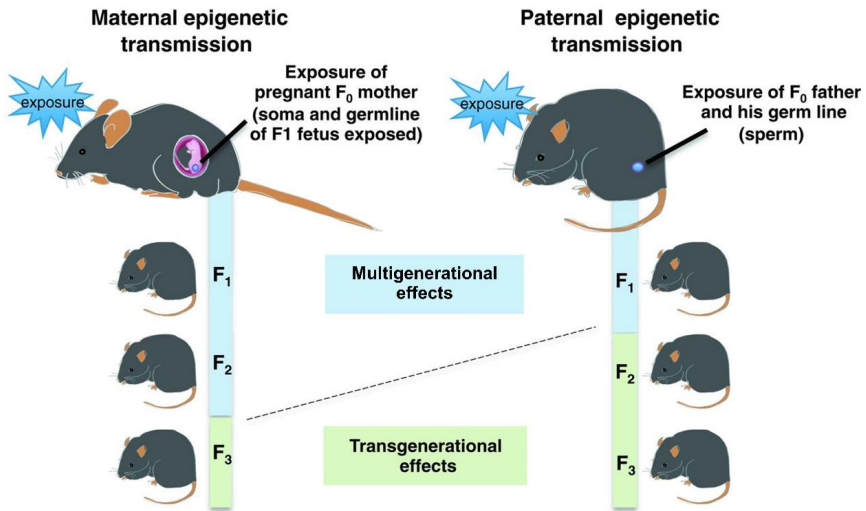 Maternal epigenetic
transmission
Paternal epigenetic
transmission
exposure
Exposure of
pregnant F₀ mother
(soma and germline
of F1 fetus exposed)
exposure
Exposure of F₀ father
and his germ line
(sperm)
F₁
Multigenerational
effects
F₁
F₂
F₂
F₃
Transgenerational
effects
F₃